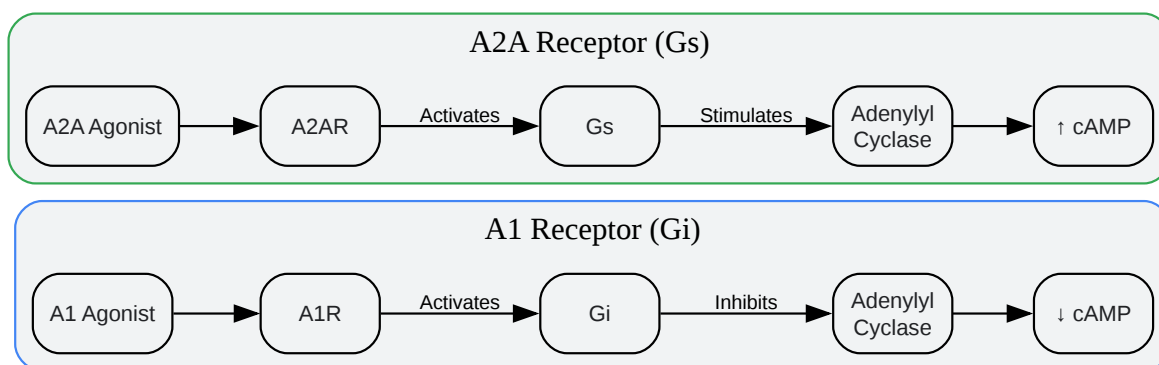 A2A Receptor (Gs)
A2A Agonist
A2AR
Activates
Gs
Stimulates
Adenylyl
Cyclase
↑ cAMP
A1 Receptor (Gi)
A1 Agonist
A1R
Activates
Gi
Inhibits
Adenylyl
Cyclase
↓ cAMP